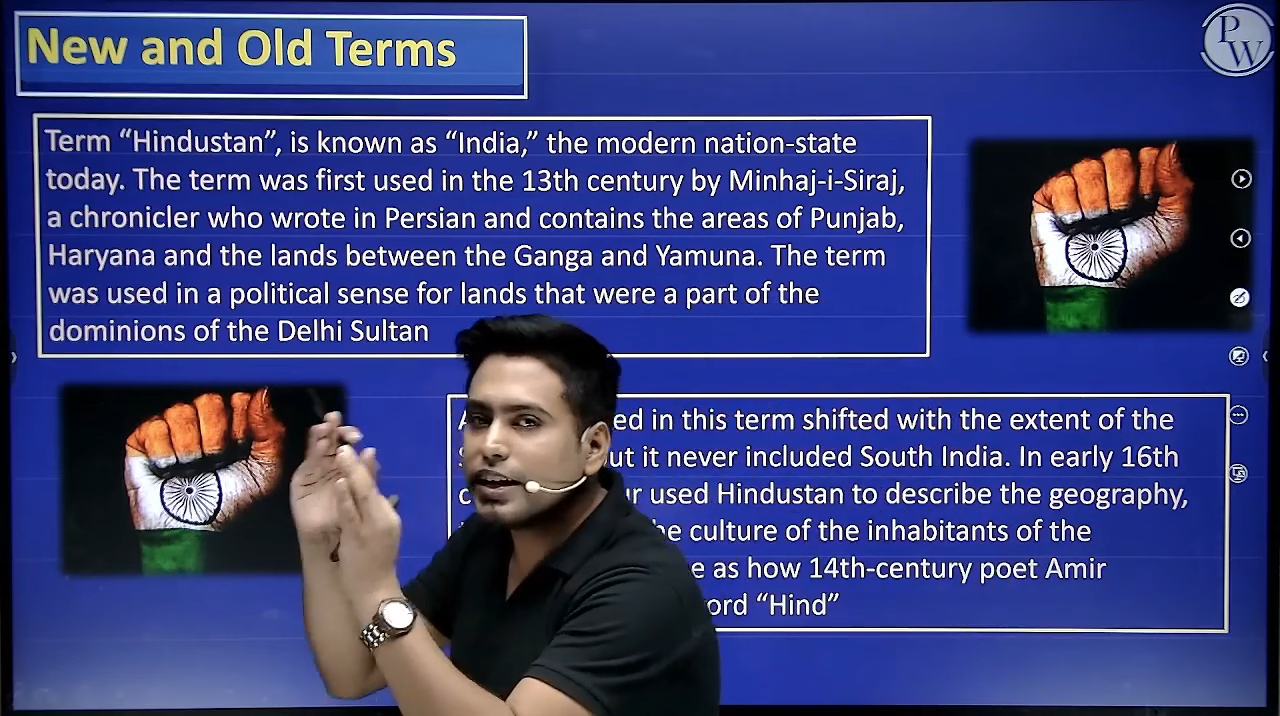 New and Old Terms
PW
Term “Hindustan”, is known as “India,” the modern nation-state
today. The term was first used in the 13th century by Minhaj-i-Siraj,
a chronicler who wrote in Persian and contains the areas of Punjab,
Haryana and the lands between the Ganga and Yamuna. The term
was used in a political sense for lands that were a part of the
dominions of the Delhi Sultan
in this term shifted with the extent of the
it never included South India. In early 16th
used Hindustan to describe the geography,
culture of the inhabitants of the
as how 14th-century poet Amir
“Hind”